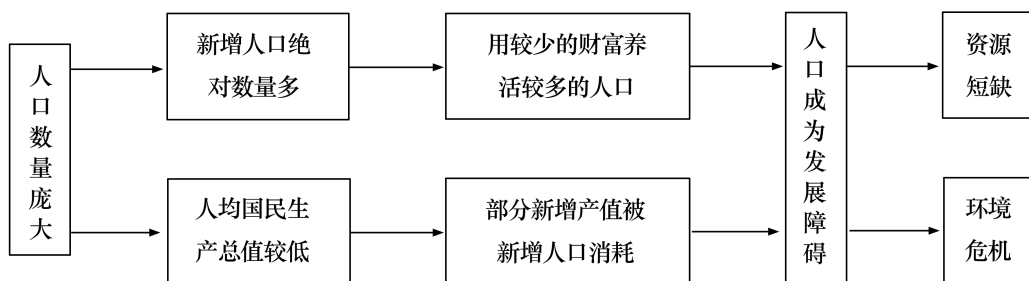 人口数量庞大
新增人口绝
对数量多
用较少的财富养
活较多的人口
人均国民生
产总值较低
部分新增产值被
新增人口消耗
人口成为发展障碍
资源
短缺
环境
危机